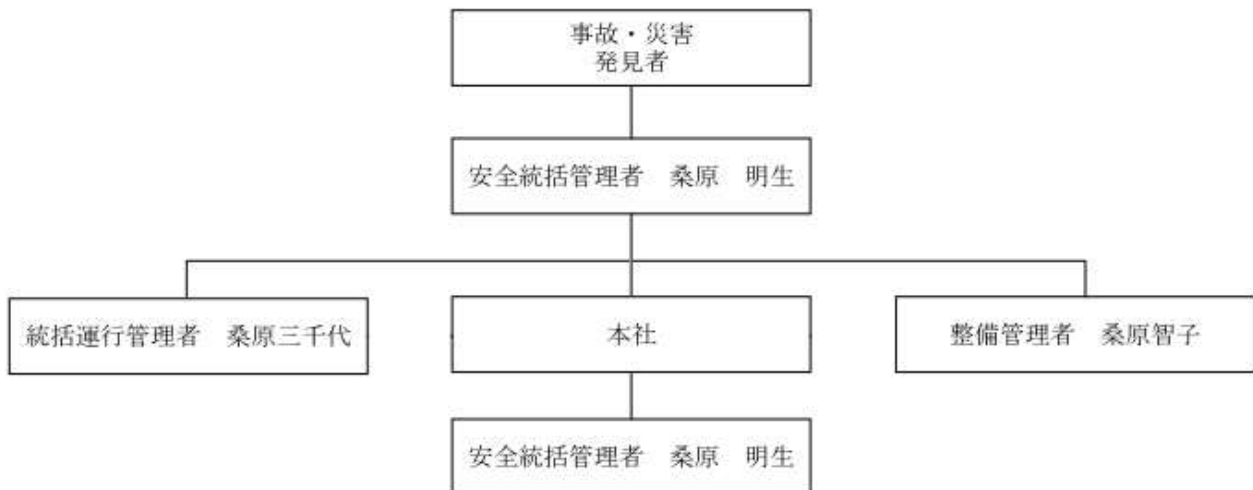 事故・災害
発見者
安全統括管理者　桑原　明生
統括運行管理者　桑原三千代
本社
整備管理者　桑原智子
安全統括管理者　桑原　明生